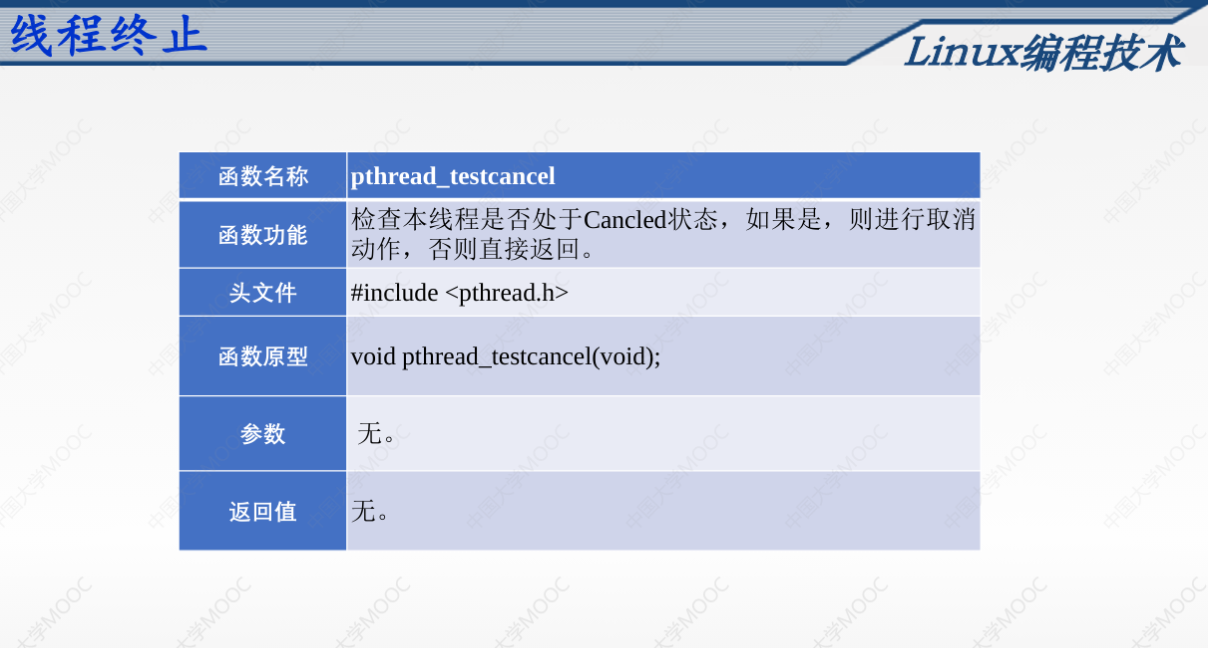 线程终止
Linux编程技术
函数名称 pthread_testcancel
函数功能 检查本线程是否处于Cancled状态，如果是，则进行取消
动作，否则直接返回。
头文件 #include <pthread.h>
函数原型 void pthread_testcancel(void);
参数 无。
返回值 无。
中国大学MOOC